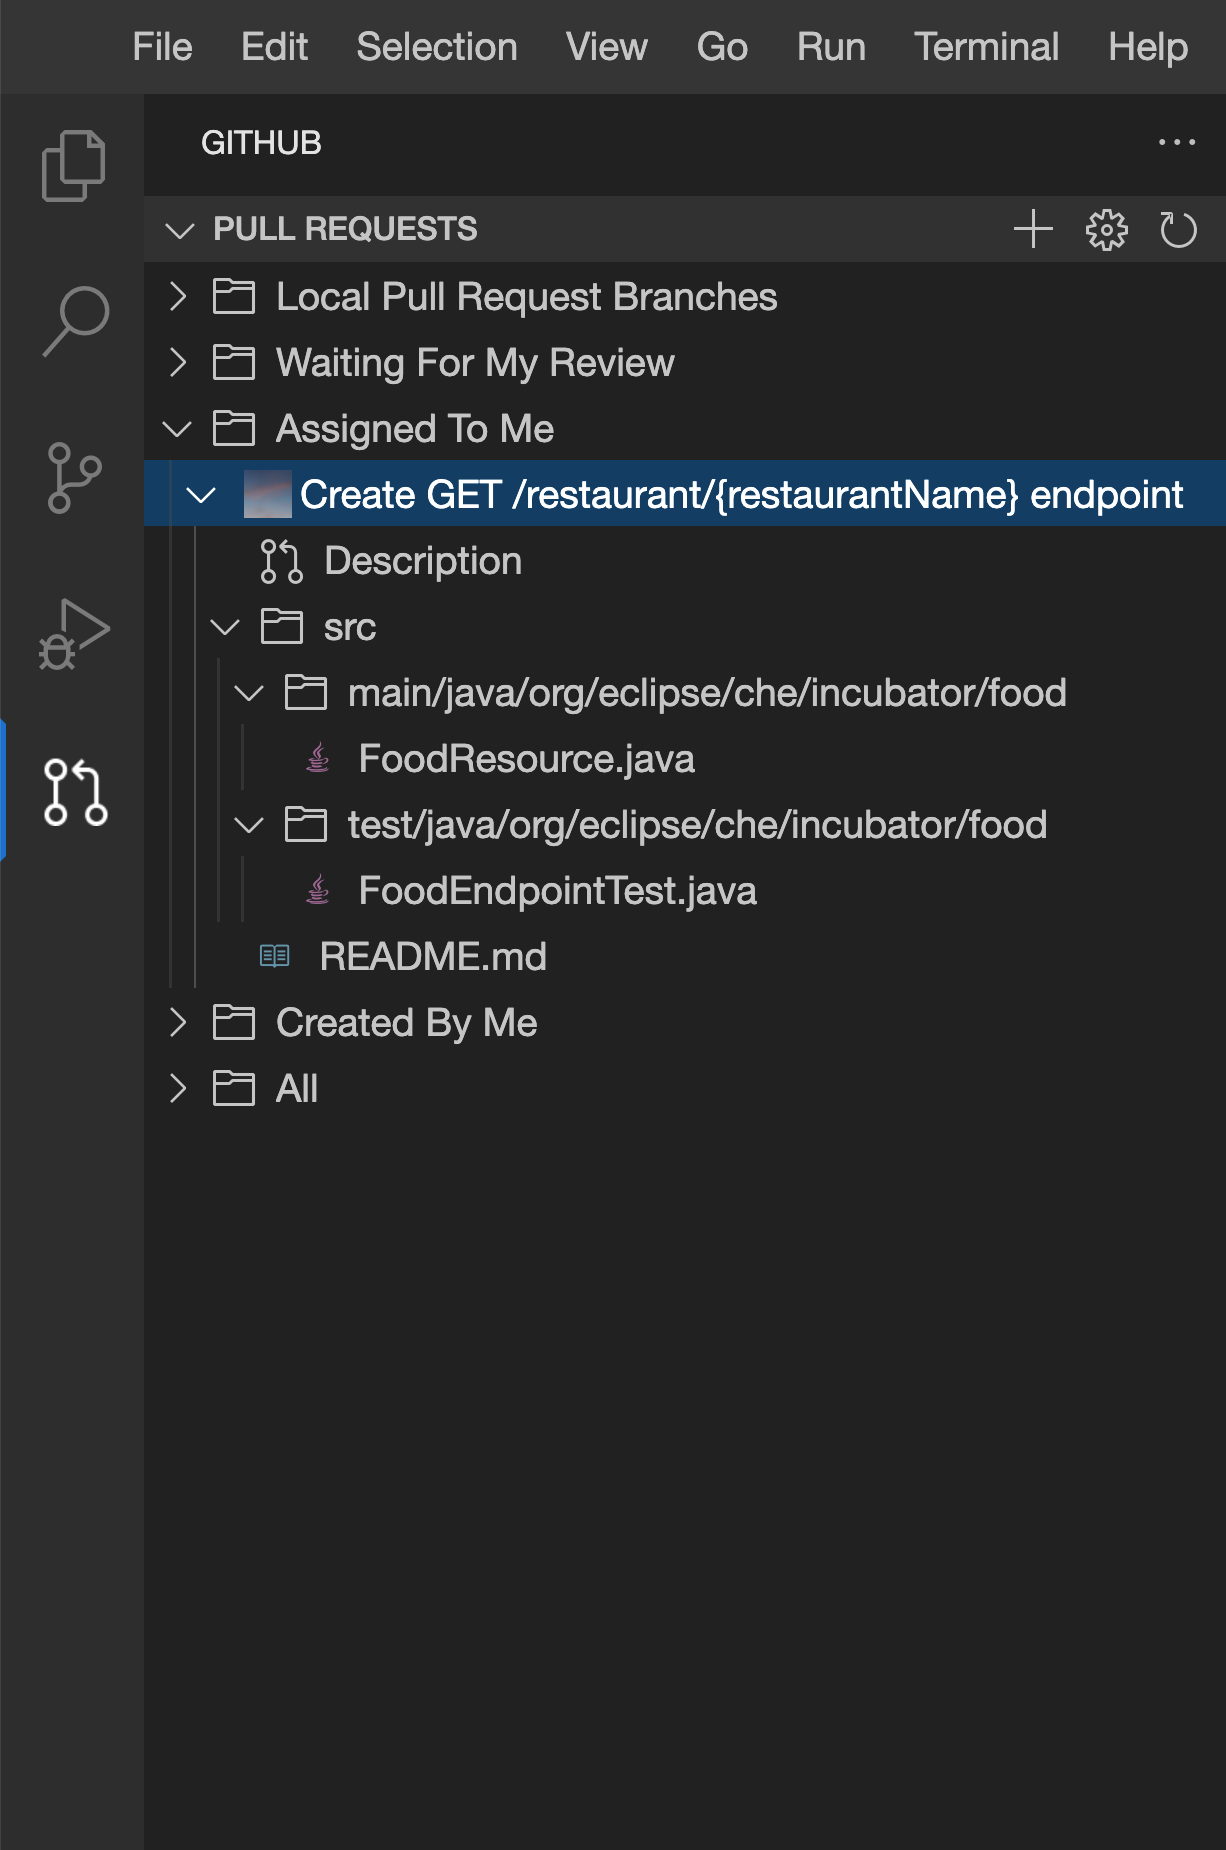 File Edit Selection View Go Run Terminal Help
GITHUB
PULL REQUESTS
Local Pull Request Branches
Waiting For My Review
Assigned To Me
Create GET /restaurant/{restaurantName} endpoint
Description
src
main/java/org/eclipse/che/incubator/food
FoodResource.java
test/java/org/eclipse/che/incubator/food
FoodEndpointTest.java
README.md
Created By Me
All